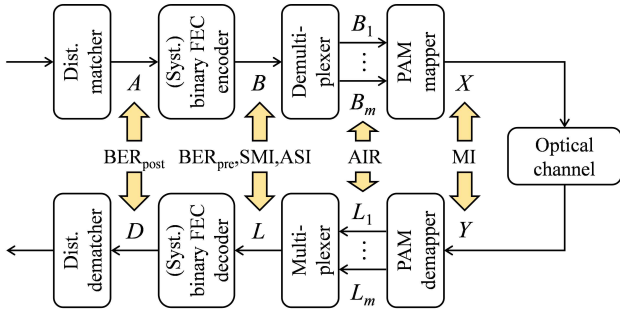 Dist.
matcher
A
(Syst.)
binary FEC
encoder
B
Demulti-
plexer
B1
⋮
Bm
PAM
mapper
X
BERpost
BERpre,SMI,ASI
AIR
MI
Optical
channel
Dist.
dematcher
D
(Syst.)
binary FEC
decoder
L
Multi-
plexer
L1
⋮
Lm
PAM
demapper
Y